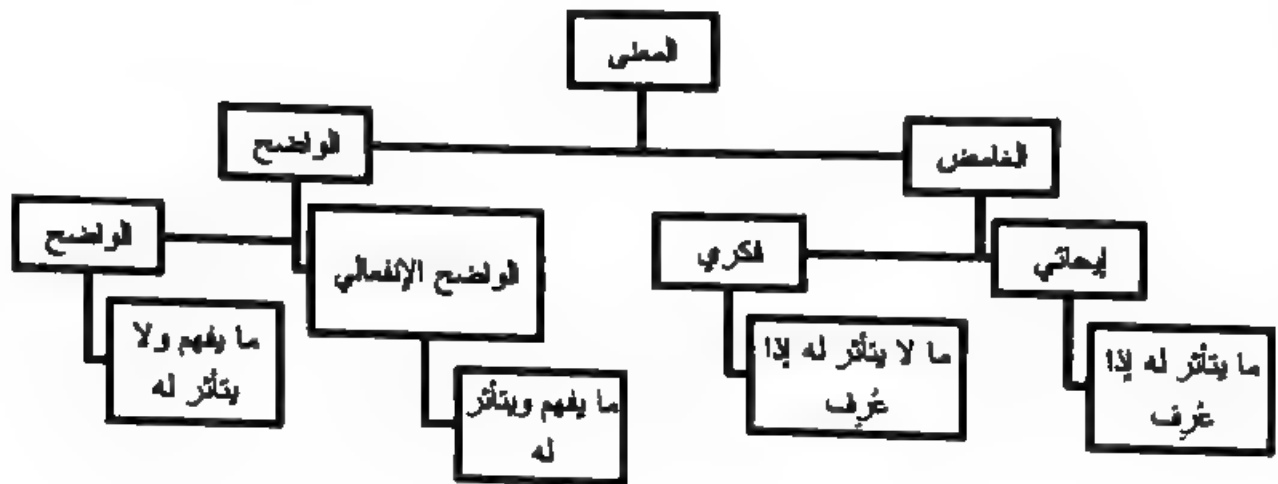 المعنى
الغامض
الواضح
إيحائي
فكري
الواضح الإنفعالي
الواضح
ما يتأثر له إذا
عُرِف
ما لا يتأثر له إذا
عُرِف
ما يفهم ويتأثر
له
ما يفهم ولا
يتأثر له